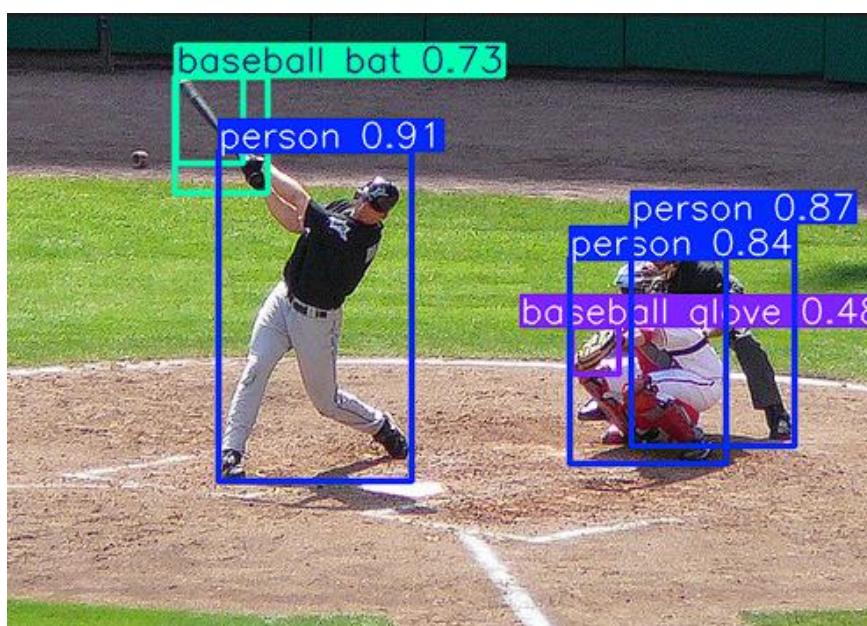 baseball bat 0.73
person 0.91
person 0.87
person 0.84
baseball glove 0.48